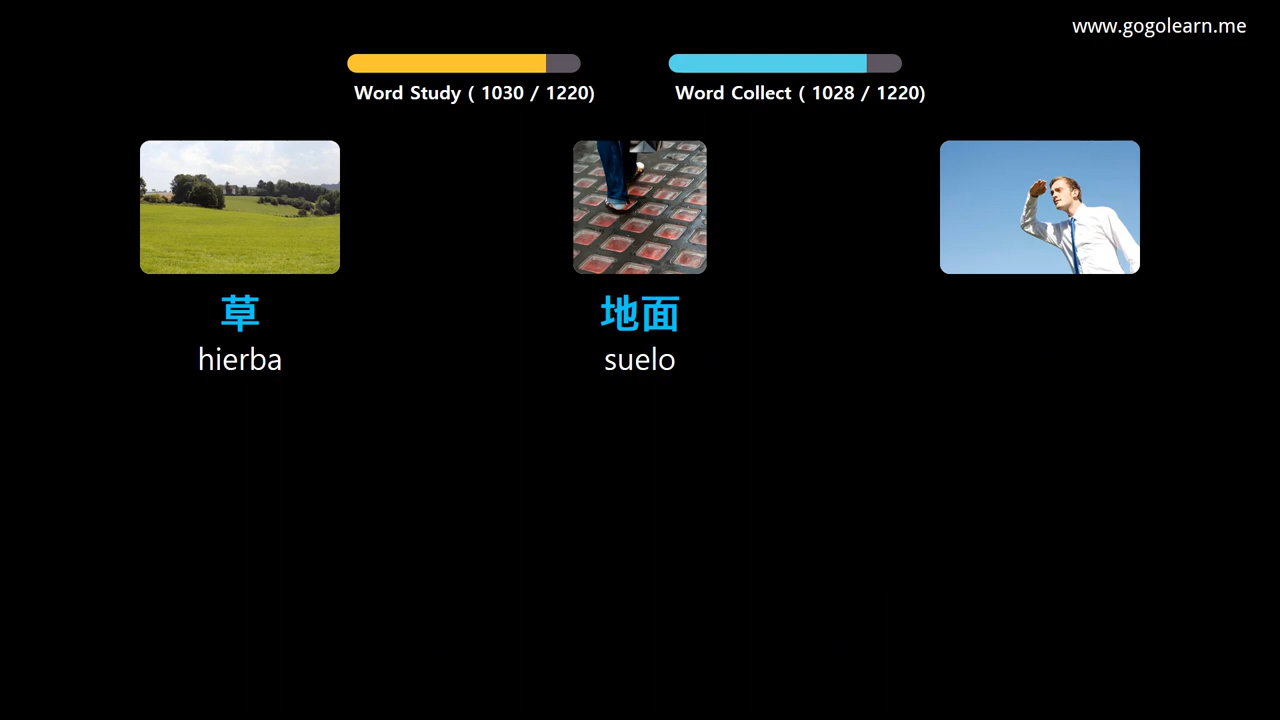 www.gogolearn.me
Word Study ( 1030 / 1220)
Word Collect ( 1028 / 1220)
草
hierba
地面
suelo